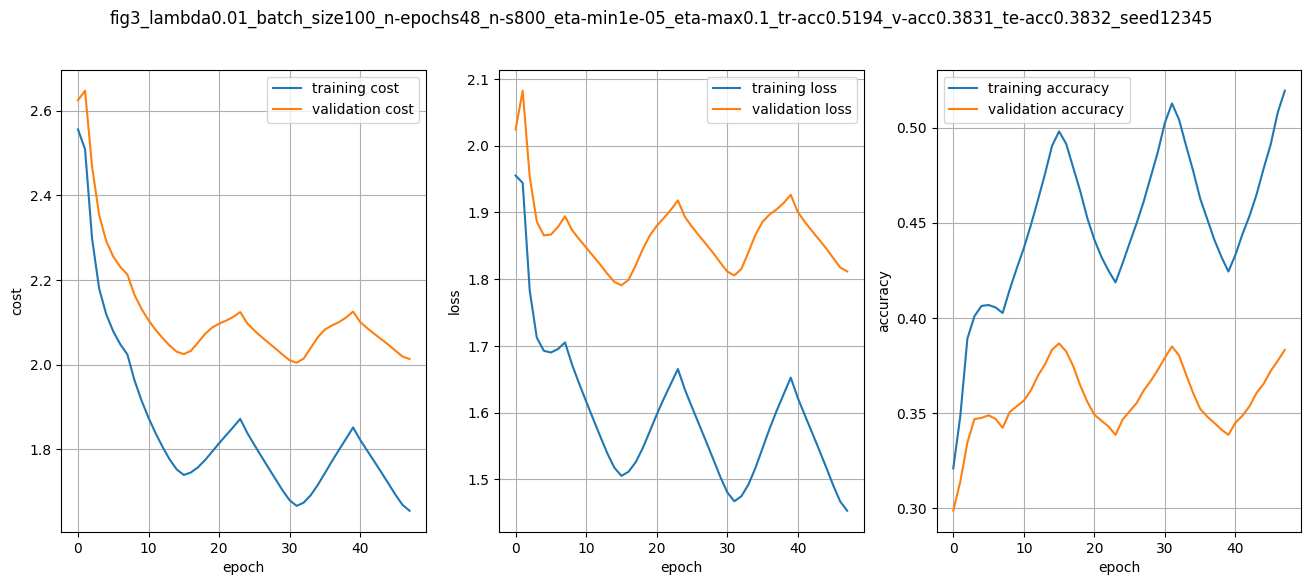 fig3_lambda0.01_batch_size100_n-epochs48_n-s800_eta-min1e-05_eta-max0.1_tr-acc0.5194_v-acc0.3831_te-acc0.3832_seed12345
training cost
validation cost
2.6
2.4
2.2
2.0
1.8
cost
0
10
20
30
40
epoch
training loss
validation loss
2.1
2.0
1.9
1.8
1.7
1.6
1.5
loss
0
10
20
30
40
epoch
training accuracy
validation accuracy
0.50
0.45
0.40
0.35
0.30
accuracy
0
10
20
30
40
epoch